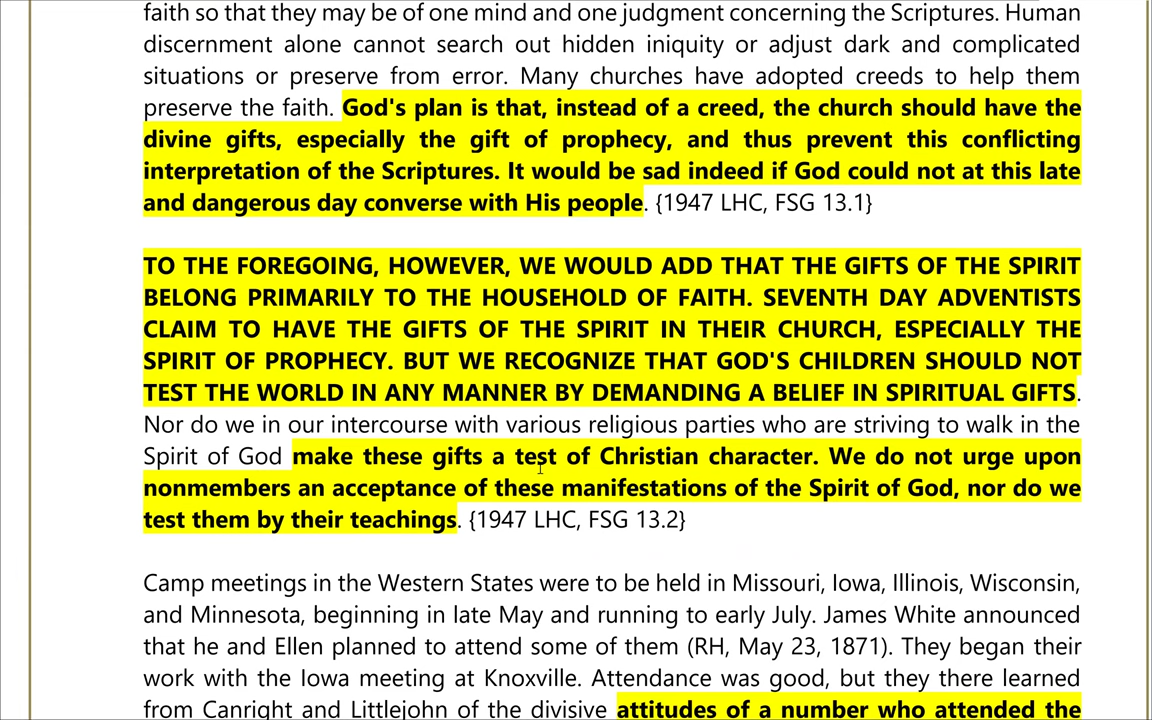 faith so that they may be of one mind and one judgment concerning the Scriptures. Human
discernment alone cannot search out hidden iniquity or adjust dark and complicated
situations or preserve from error. Many churches have adopted creeds to help them
preserve the faith. God's plan is that, instead of a creed, the church should have the
divine gifts, especially the gift of prophecy, and thus prevent this conflicting
interpretation of the Scriptures. It would be sad indeed if God could not at this late
and dangerous day converse with His people. {1947 LHC, FSG 13.1}
TO THE FOREGOING, HOWEVER, WE WOULD ADD THAT THE GIFTS OF THE SPIRIT
BELONG PRIMARILY TO THE HOUSEHOLD OF FAITH. SEVENTH DAY ADVENTISTS
CLAIM TO HAVE THE GIFTS OF THE SPIRIT IN THEIR CHURCH, ESPECIALLY THE
SPIRIT OF PROPHECY. BUT WE RECOGNIZE THAT GOD'S CHILDREN SHOULD NOT
TEST THE WORLD IN ANY MANNER BY DEMANDING A BELIEF IN SPIRITUAL GIFTS.
Nor do we in our intercourse with various religious parties who are striving to walk in the
Spirit of God make these gifts a test of Christian character. We do not urge upon
nonmembers an acceptance of these manifestations of the Spirit of God, nor do we
test them by their teachings. {1947 LHC, FSG 13.2}
Camp meetings in the Western States were to be held in Missouri, Iowa, Illinois, Wisconsin,
and Minnesota, beginning in late May and running to early July. James White announced
that he and Ellen planned to attend some of them (RH, May 23, 1871). They began their
work with the Iowa meeting at Knoxville. Attendance was good, but they there learned
from Canright and Littlejohn of the divisive attitudes of a number who attended the